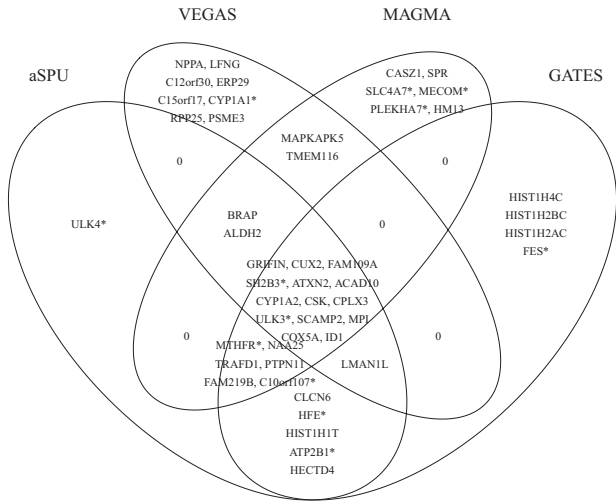 VEGAS
MAGMA
aSPU
GATES
NPPA, LFNG
C12orf30, ERP29
C15orf17, CYP1A1*
RPP25, PSME3
CASZ1, SPR
SLC4A7*, MECOM*
PLEKHA7*, HM13
MAPKAPK5
TMEM116
0
0
ULK4*
BRAP
ALDH2
0
HIST1H4C
HIST1H2BC
HIST1H2AC
FES*
GRIFIN, CUX2, FAM109A
SH2B3*, ATXN2, ACAD10
CYP1A2, CSK, CPLX3
ULK3*, SCAMP2, MPI
COX5A, ID1
0
0
MTHFR*, NAA25
TRAFD1, PTPN11
FAM219B, C10orf107*
LMAN1L
CLCN6
HFE*
HIST1H1T
ATP2B1*
HECTD4